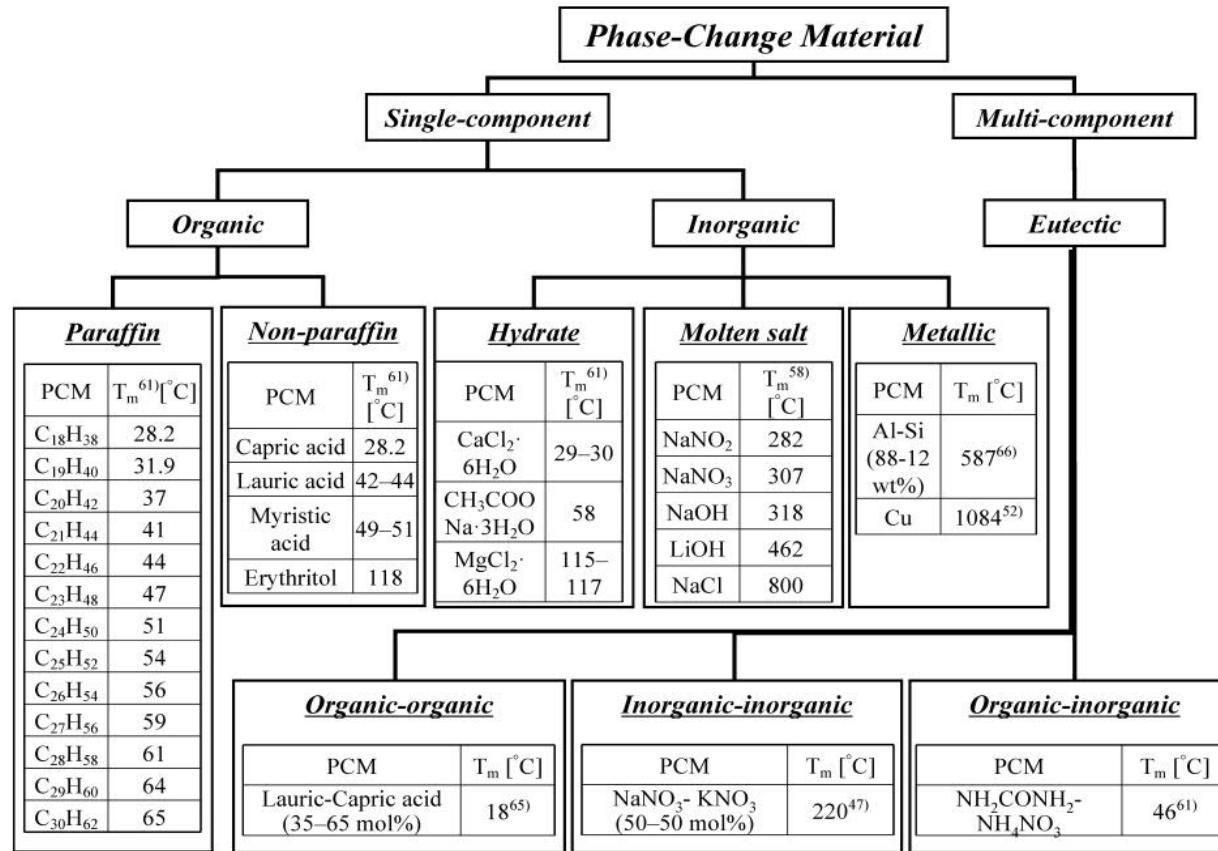 Phase-Change Material
Single-component
Multi-component
Organic
Inorganic
Eutectic
Paraffin
PCM Tₘ⁶¹⁾[°C]
C₁₈H₃₈ 28.2
C₁₉H₄₀ 31.9
C₂₀H₄₂ 37
C₂₁H₄₄ 41
C₂₂H₄₆ 44
C₂₃H₄₈ 47
C₂₄H₅₀ 51
C₂₅H₅₂ 54
C₂₆H₅₄ 56
C₂₇H₅₆ 59
C₂₈H₅₈ 61
C₂₉H₆₀ 64
C₃₀H₆₂ 65
Non-paraffin
PCM Tₘ⁶¹⁾
[°C]
Capric acid 28.2
Lauric acid 42–44
Myristic
acid 49–51
Erythritol 118
Hydrate
PCM Tₘ⁶¹⁾
[°C]
CaCl₂·
6H₂O 29–30
CH₃COO
Na·3H₂O 58
MgCl₂· 115–
6H₂O 117
Molten salt
PCM Tₘ⁵⁸⁾
[°C]
NaNO₂ 282
NaNO₃ 307
NaOH 318
LiOH 462
NaCl 800
Metallic
PCM Tₘ [°C]
Al-Si
(88-12 587⁶⁶⁾
wt%)
Cu 1084⁵²⁾
Organic-organic
PCM Tₘ [°C]
Lauric-Capric acid 18⁶⁵⁾
(35–65 mol%)
Inorganic-inorganic
PCM Tₘ [°C]
NaNO₃- KNO₃ 220⁴⁷⁾
(50–50 mol%)
Organic-inorganic
PCM Tₘ [°C]
NH₂CONH₂- 46⁶¹⁾
NH₄NO₃